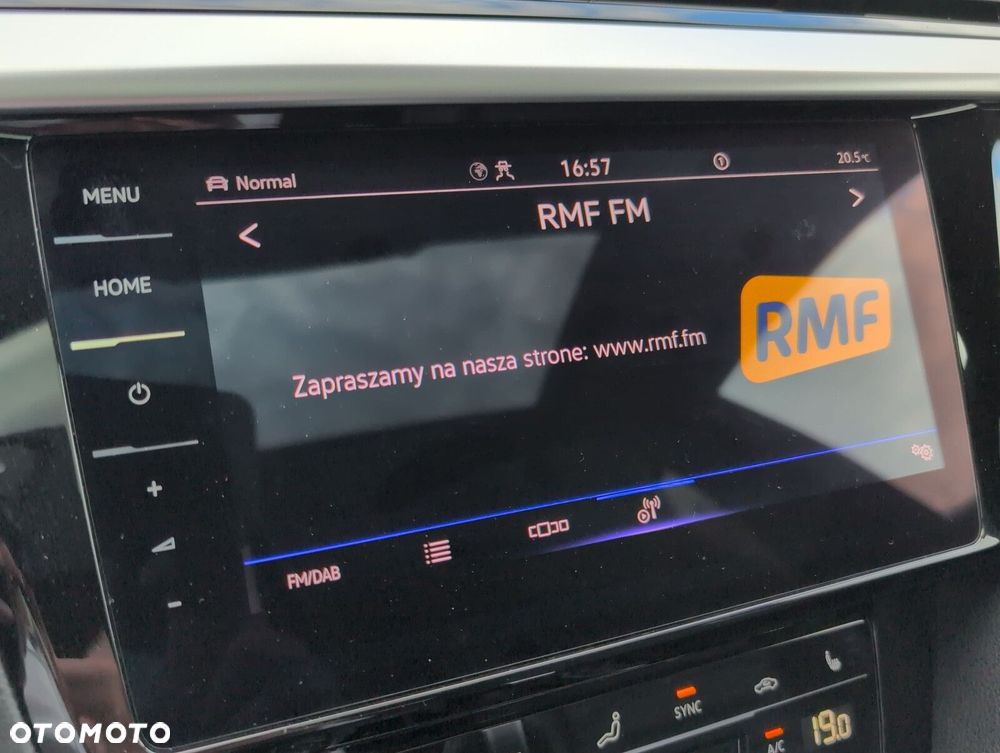 MENU
Normal
16:57
20.5°C
<
RMF FM
>
HOME
RMF
Zapraszamy na nasza strone: www.rmf.fm
+
-
FM/DAB
SYNC
A/C
19.0
OTOMOTO